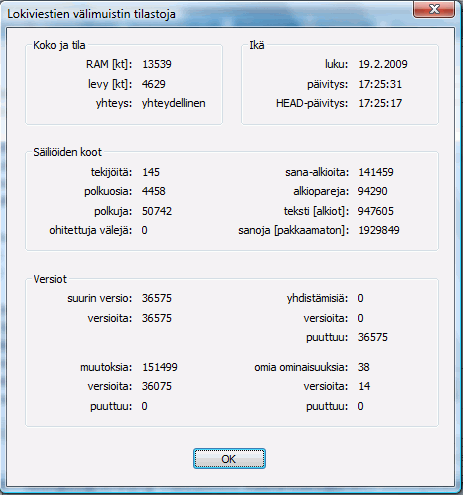 Lokiviestien välimuistin tilastoja
Koko ja tila
RAM [kt]: 13539
levy [kt]: 4629
yhteys: yhteydellinen
Ikä
luku: 19.2.2009
päivitys: 17:25:31
HEAD-päivitys: 17:25:17
Säiliöiden koot
tekijöitä: 145
polkuosia: 4458
polkuja: 50742
ohitettuja välejä: 0
sana-alkioita: 141459
alkiopareja: 94290
teksti [alkiot]: 947605
sanoja [pakkaamaton]: 1929849
Versiot
suurin versio: 36575
versioita: 36575
yhdistämisiä: 0
versioita: 0
puuttuu: 36575
muutoksia: 151499
versioita: 36075
puuttuu: 0
omia ominaisuuksia: 38
versioita: 14
puuttuu: 0
OK